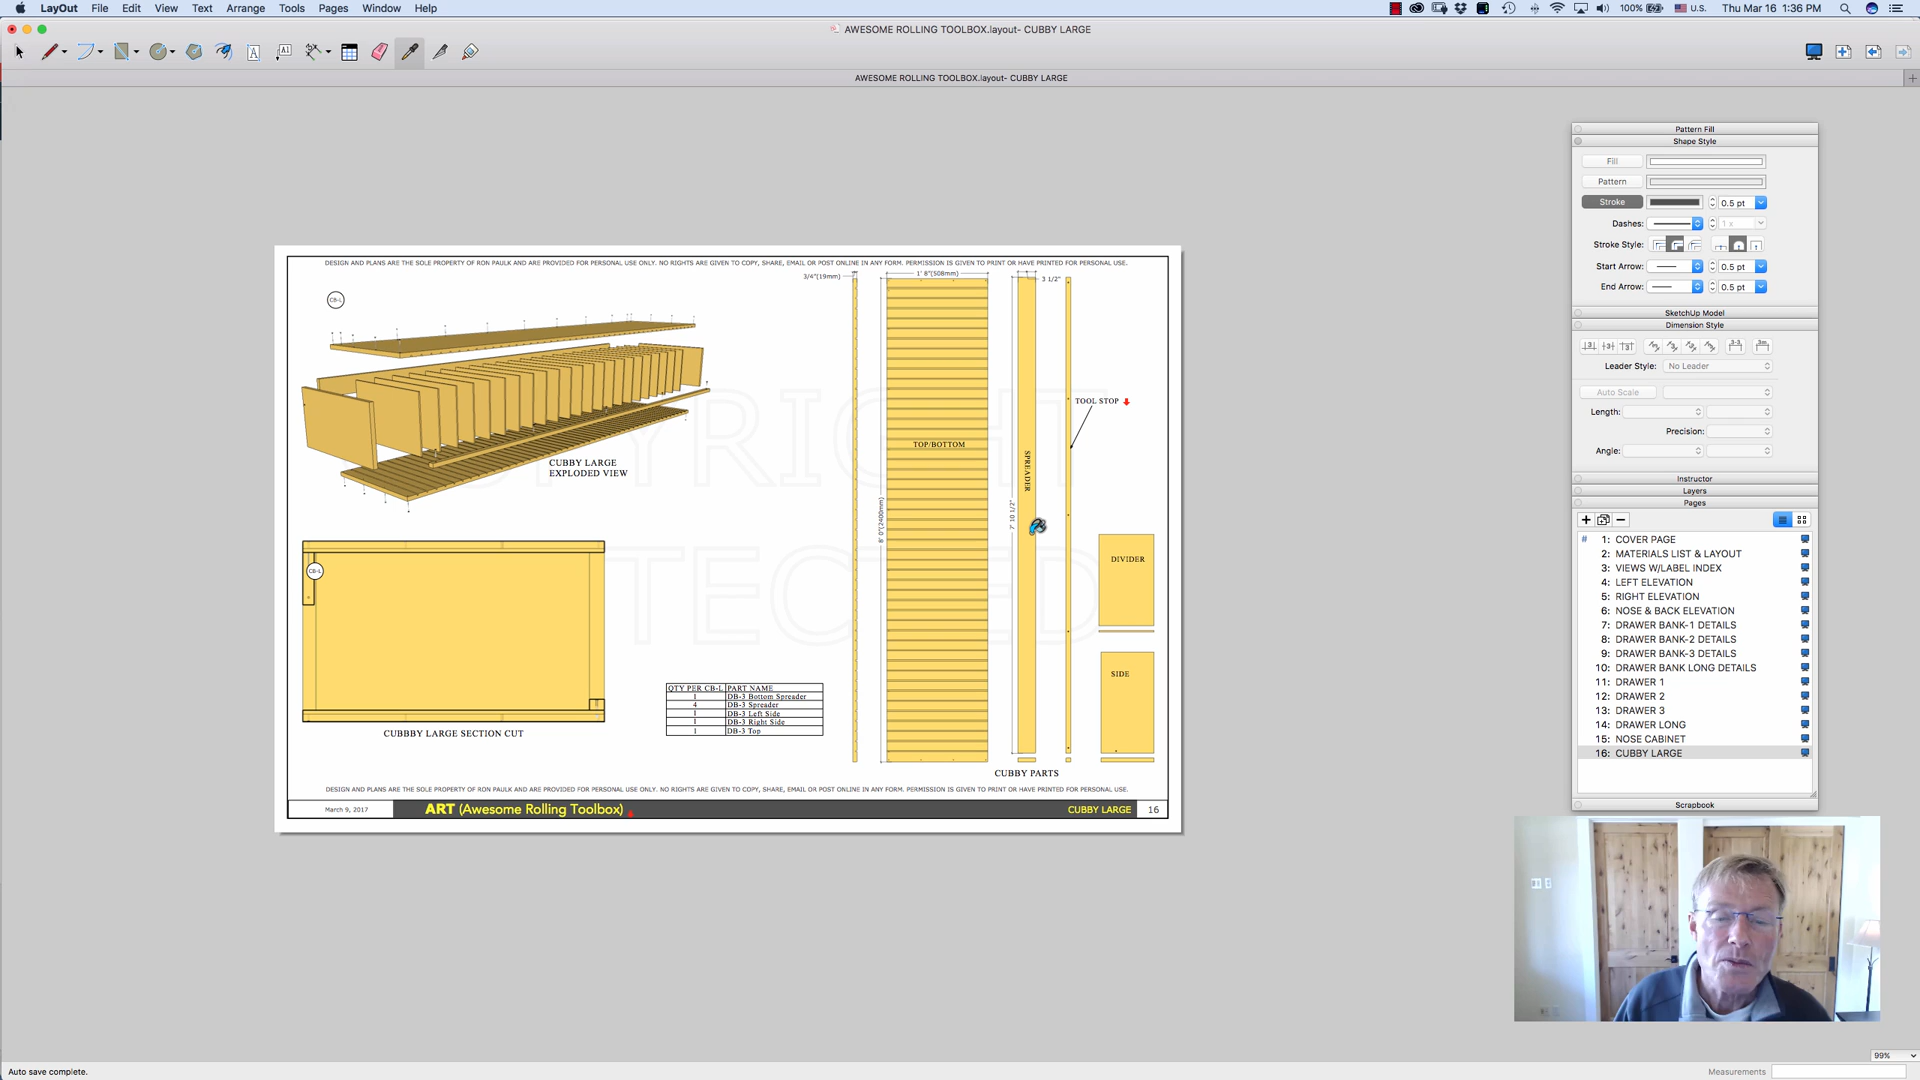 LayOut File Edit View Text Arrange Tools Pages Window Help
100% U.S. Thu Mar 16 1:36 PM
AWESOME ROLLING TOOLBOX.layout- CUBBY LARGE
AWESOME ROLLING TOOLBOX.layout- CUBBY LARGE
DESIGN AND PLANS ARE THE SOLE PROPERTY OF RON PAULK AND ARE PROVIDED FOR PERSONAL USE ONLY. NO RIGHTS ARE GIVEN TO COPY, SHARE, EMAIL OR POST ONLINE IN ANY FORM. PERMISSION IS GIVEN TO PRINT OR HAVE PRINTED FOR PERSONAL USE.
3/4"(19mm)
1' 8"(508mm)
3 1/2"
CB-L
TOOL STOP
TOP/BOTTOM
SPREADER
8' 0"(2400mm)
7' 10 1/2"
CUBBY LARGE
EXPLODED VIEW
CB-L
DIVIDER
SIDE
QTY PER CB-L PART NAME
1 DB-3 Bottom Spreader
4 DB-3 Spreader
1 DB-3 Left Side
1 DB-3 Right Side
1 DB-3 Top
CUBBBY LARGE SECTION CUT
CUBBY PARTS
DESIGN AND PLANS ARE THE SOLE PROPERTY OF RON PAULK AND ARE PROVIDED FOR PERSONAL USE ONLY. NO RIGHTS ARE GIVEN TO COPY, SHARE, EMAIL OR POST ONLINE IN ANY FORM. PERMISSION IS GIVEN TO PRINT OR HAVE PRINTED FOR PERSONAL USE.
March 9, 2017 ART (Awesome Rolling Toolbox) CUBBY LARGE 16
Pattern Fill
Shape Style
Fill
Pattern
Stroke 0.5 pt
Dashes: 1 x
Stroke Style:
Start Arrow: 0.5 pt
End Arrow: 0.5 pt
SketchUp Model
Dimension Style
Leader Style: No Leader
Auto Scale
Length:
Precision:
Angle:
Instructor
Layers
Pages
# 1: COVER PAGE
2: MATERIALS LIST & LAYOUT
3: VIEWS W/LABEL INDEX
4: LEFT ELEVATION
5: RIGHT ELEVATION
6: NOSE & BACK ELEVATION
7: DRAWER BANK-1 DETAILS
8: DRAWER BANK-2 DETAILS
9: DRAWER BANK-3 DETAILS
10: DRAWER BANK LONG DETAILS
11: DRAWER 1
12: DRAWER 2
13: DRAWER 3
14: DRAWER LONG
15: NOSE CABINET
16: CUBBY LARGE
Scrapbook
99%
Auto save complete.
Measurements